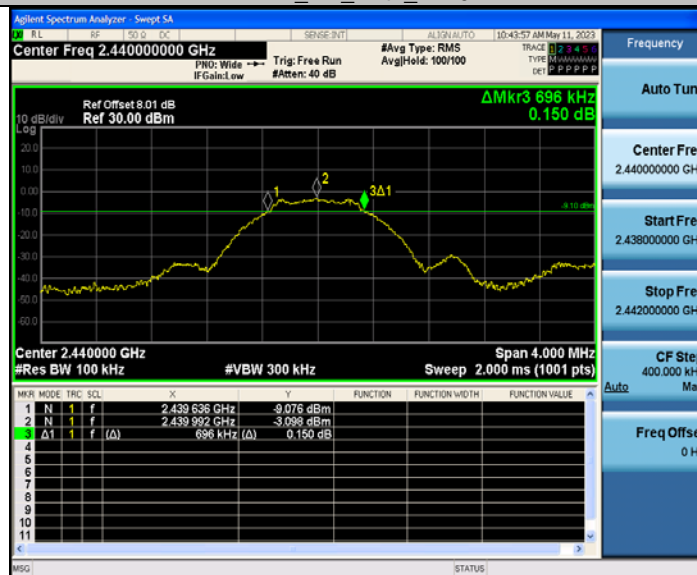 Agilent Spectrum Analyzer - Swept SA
RL RF 50 Ω DC SENSE:INT ALIGN AUTO 10:43:57 AM May 11, 2023
Center Freq 2.440000000 GHz
PNO: Wide
IFGain:Low
Trig: Free Run
#Atten: 40 dB
#Avg Type: RMS
Avg|Hold: 100/100
TRACE 1 2 3 4 5 6
TYPE M
DET P P P P P P
Ref Offset 8.01 dB
Ref 30.00 dBm
ΔMkr3 696 kHz
0.150 dB
10 dB/div
Log
20.0
10.0
0.00
-10.0
-20.0
-30.0
-40.0
-50.0
-60.0
1
2
3Δ1
-9.10 dBm
Center 2.440000 GHz Span 4.000 MHz
#Res BW 100 kHz #VBW 300 kHz Sweep 2.000 ms (1001 pts)
MKR MODE TRC SCL X Y FUNCTION FUNCTION WIDTH FUNCTION VALUE
1 N 1 f 2.439 636 GHz -9.076 dBm
2 N 1 f 2.439 992 GHz -3.098 dBm
3 Δ1 1 f (Δ) 696 kHz (Δ) 0.150 dB
4
5
6
7
8
9
10
11
MSG STATUS
Frequency
Auto Tun
Center Fre
2.440000000 GH
Start Fre
2.438000000 GH
Stop Fre
2.442000000 GH
CF Ste
400.000 kH
Auto Ma
Freq Offse
0 H